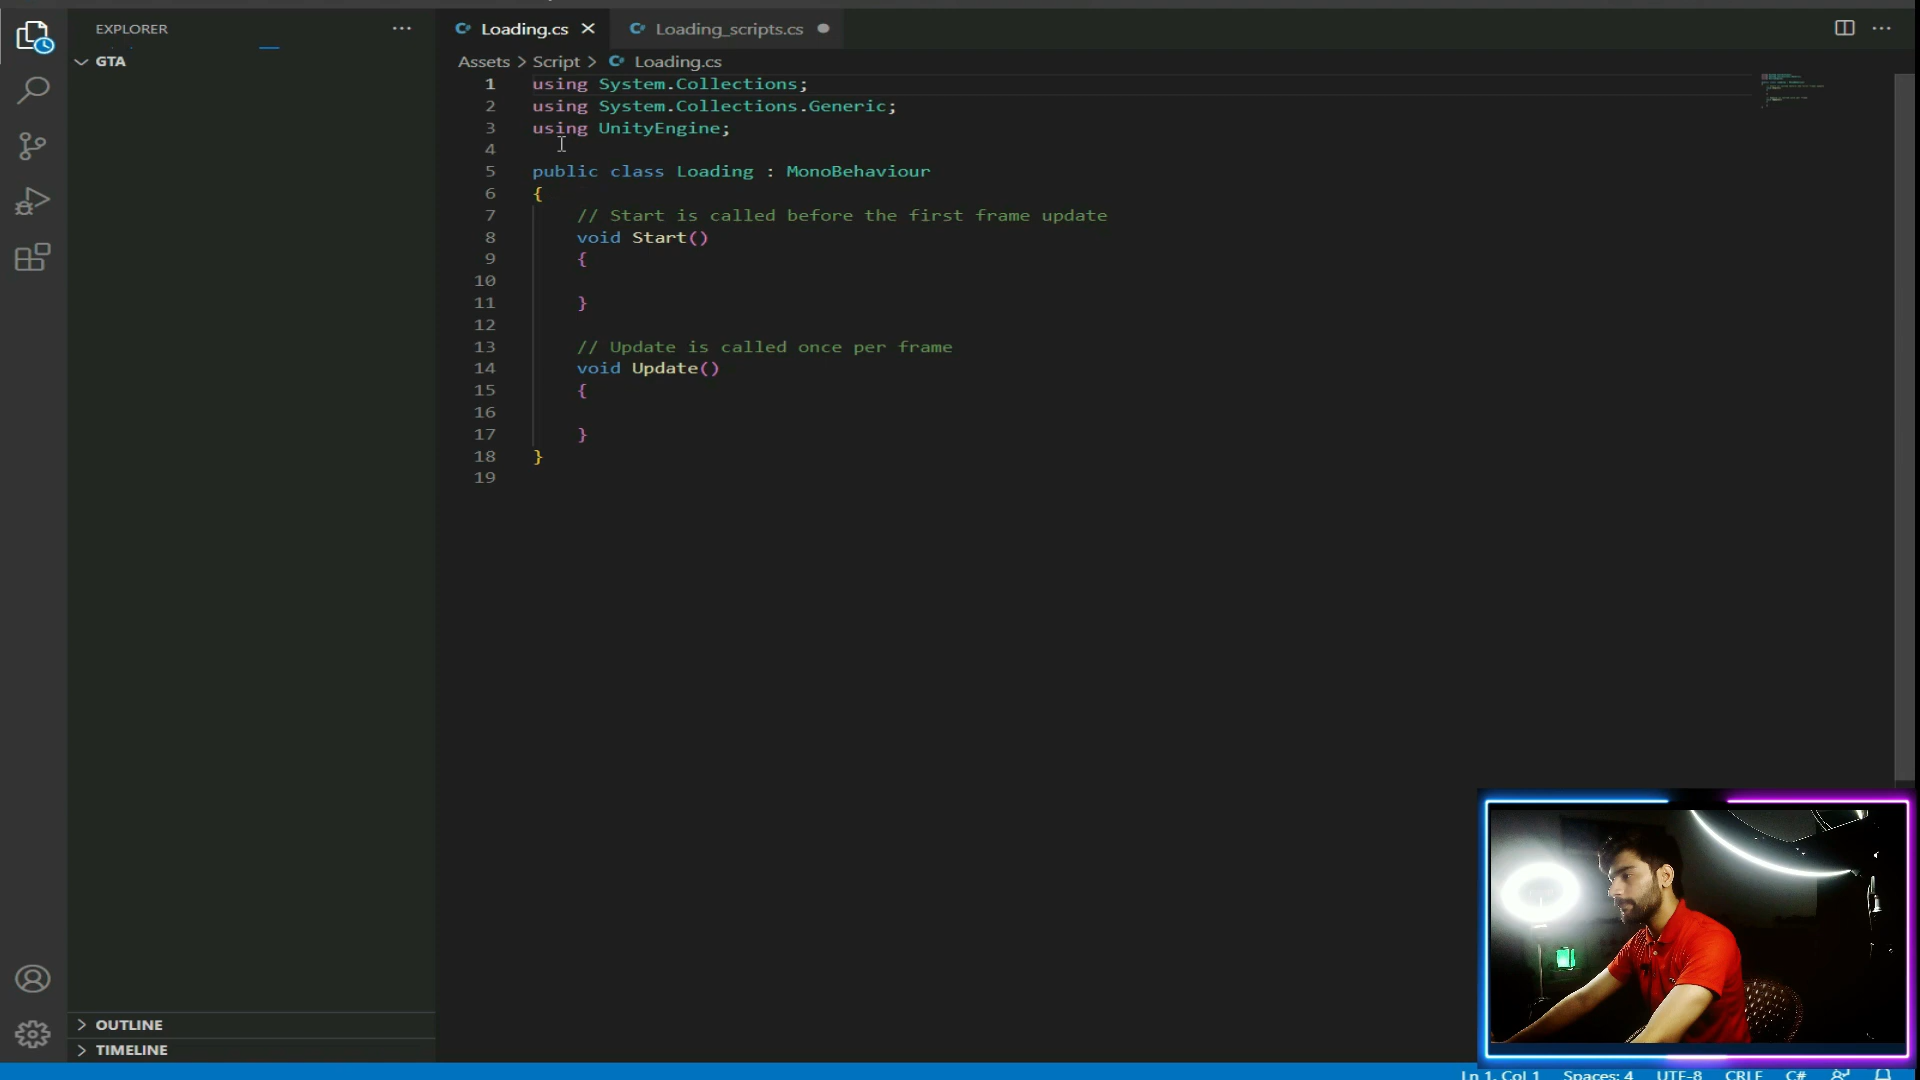 EXPLORER
GTA
OUTLINE
TIMELINE
Loading.cs
Loading_scripts.cs
Assets > Script > Loading.cs
1 using System.Collections;
2 using System.Collections.Generic;
3 using UnityEngine;
4
5 public class Loading : MonoBehaviour
6 {
7 // Start is called before the first frame update
8 void Start()
9 {
10
11 }
12
13 // Update is called once per frame
14 void Update()
15 {
16
17 }
18 }
19
Ln 1, Col 1 Spaces: 4 UTF-8 CRLF C#